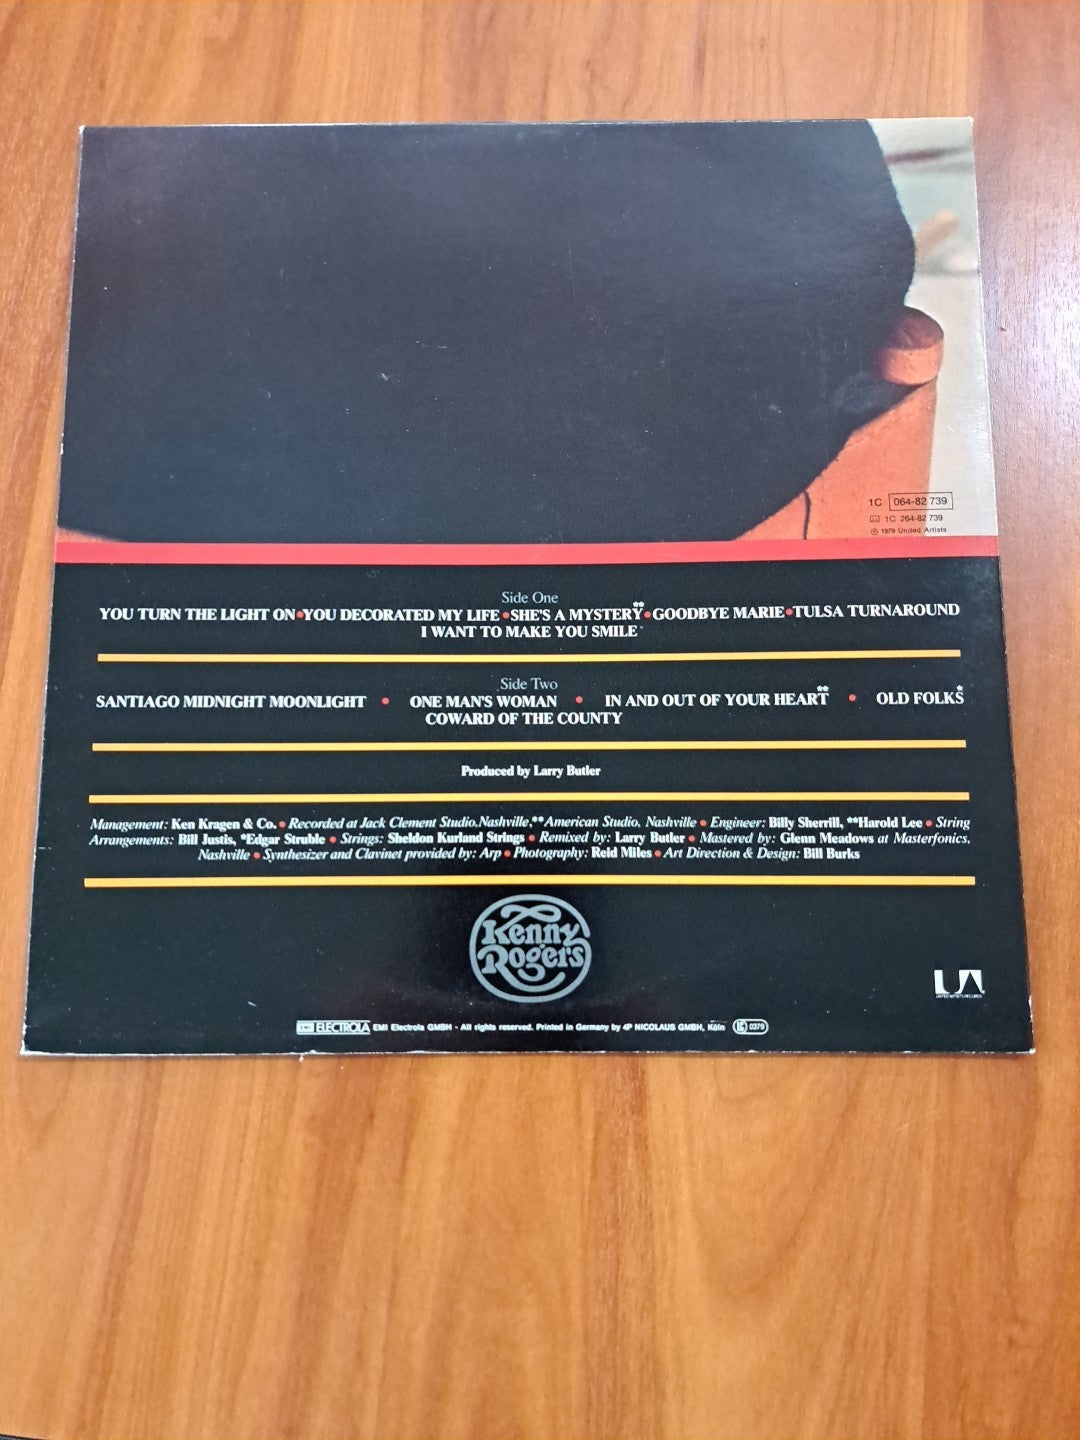 1C 064-82 739
1C 264-82 739
℗ 1979 United Artists
Side One
YOU TURN THE LIGHT ON • YOU DECORATED MY LIFE • SHE'S A MYSTERY** • GOODBYE MARIE • TULSA TURNAROUND
I WANT TO MAKE YOU SMILE*
Side Two
SANTIAGO MIDNIGHT MOONLIGHT • ONE MAN'S WOMAN • IN AND OUT OF YOUR HEART** • OLD FOLKS*
COWARD OF THE COUNTY
Produced by Larry Butler
Management: Ken Kragen & Co. • Recorded at Jack Clement Studio, Nashville, **American Studio, Nashville • Engineer: Billy Sherrill, **Harold Lee • String
Arrangements: Bill Justis, *Edgar Struble • Strings: Sheldon Kurland Strings • Remixed by: Larry Butler • Mastered by: Glenn Meadows at Masterfonics,
Nashville • Synthesizer and Clavinet provided by: Arp • Photography: Reid Miles • Art Direction & Design: Bill Burks
Kenny
Rogers
UA
UNITED ARTISTS RECORDS
EMI ELECTROLA EMI Electrola GMBH - All rights reserved. Printed in Germany by 4P NICOLAUS GMBH, Köln LC 0379